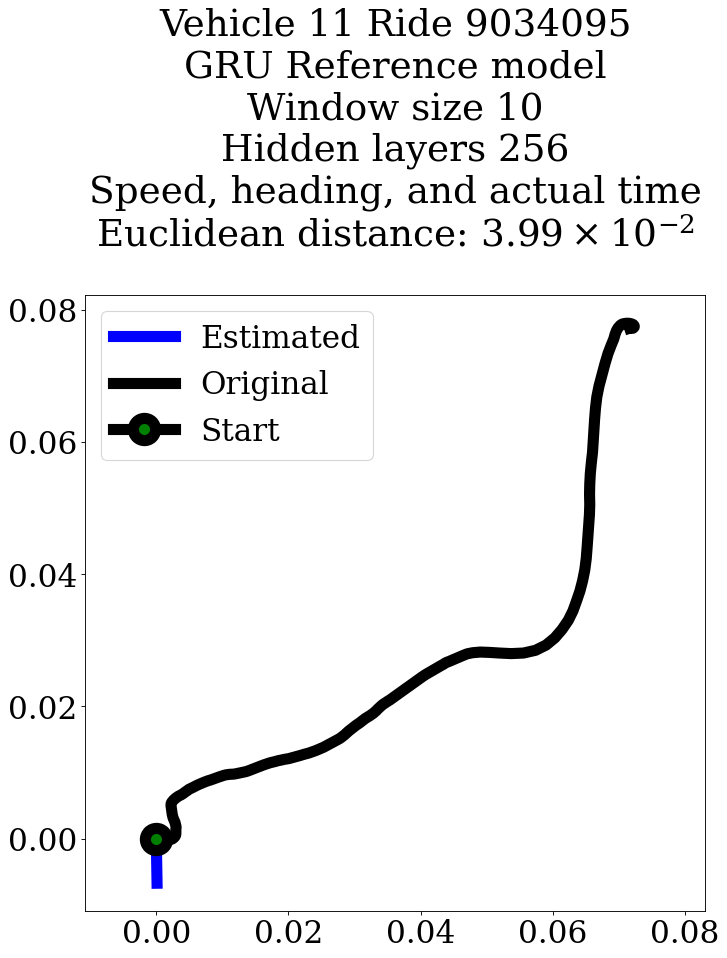 Vehicle 11 Ride 9034095
GRU Reference model
Window size 10
Hidden layers 256
Speed, heading, and actual time
Euclidean distance: 3.99 × 10⁻²
Estimated
Original
Start
0.08
0.06
0.04
0.02
0.00
0.00 0.02 0.04 0.06 0.08